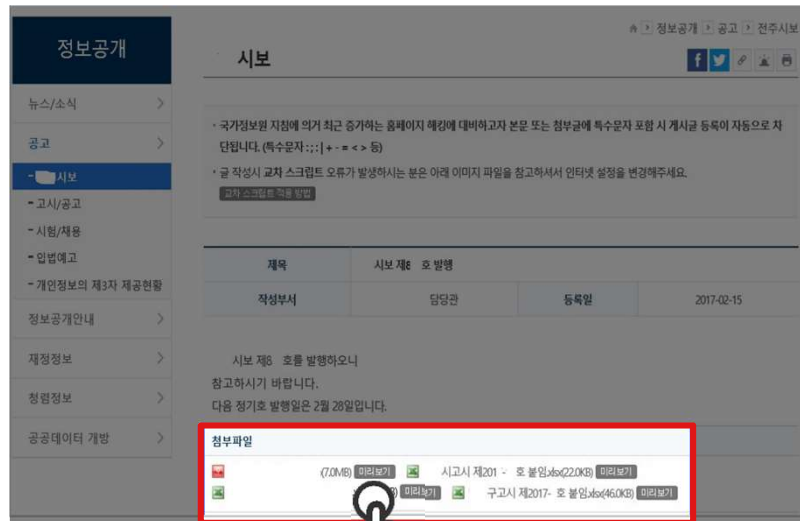 정보공개 공고 전주시보
정보공개
시보
뉴스/소식
공고
- 시보
- 고시/공고
- 시험/채용
- 입법예고
- 개인정보의 제3자 제공현황
정보공개안내
재정정보
청렴정보
공공데이터 개방
· 국가정보원 지침에 의거 최근 증가하는 홈페이지 해킹에 대비하고자 본문 또는 첨부글에 특수문자 포함 시 게시글 등록이 자동으로 차
단됩니다. (특수문자 : ; : | + - = < > 등)
· 글 작성시 교차 스크립트 오류가 발생하시는 분은 아래 이미지 파일을 참고하셔서 인터넷 설정을 변경해주세요.
교차 스크립트 적용 방법
제목 시보 제8 호 발행
작성부서 담당관 등록일 2017-02-15
시보 제8 호를 발행하오니
참고하시기 바랍니다.
다음 정기호 발행일은 2월 28일입니다.
첨부파일
(7.0MB) 미리보기 시고시 제201 - 호 붙임.xlsx(22.0KB) 미리보기
미리보기 구고시 제2017- 호 붙임.xlsx(46.0KB) 미리보기